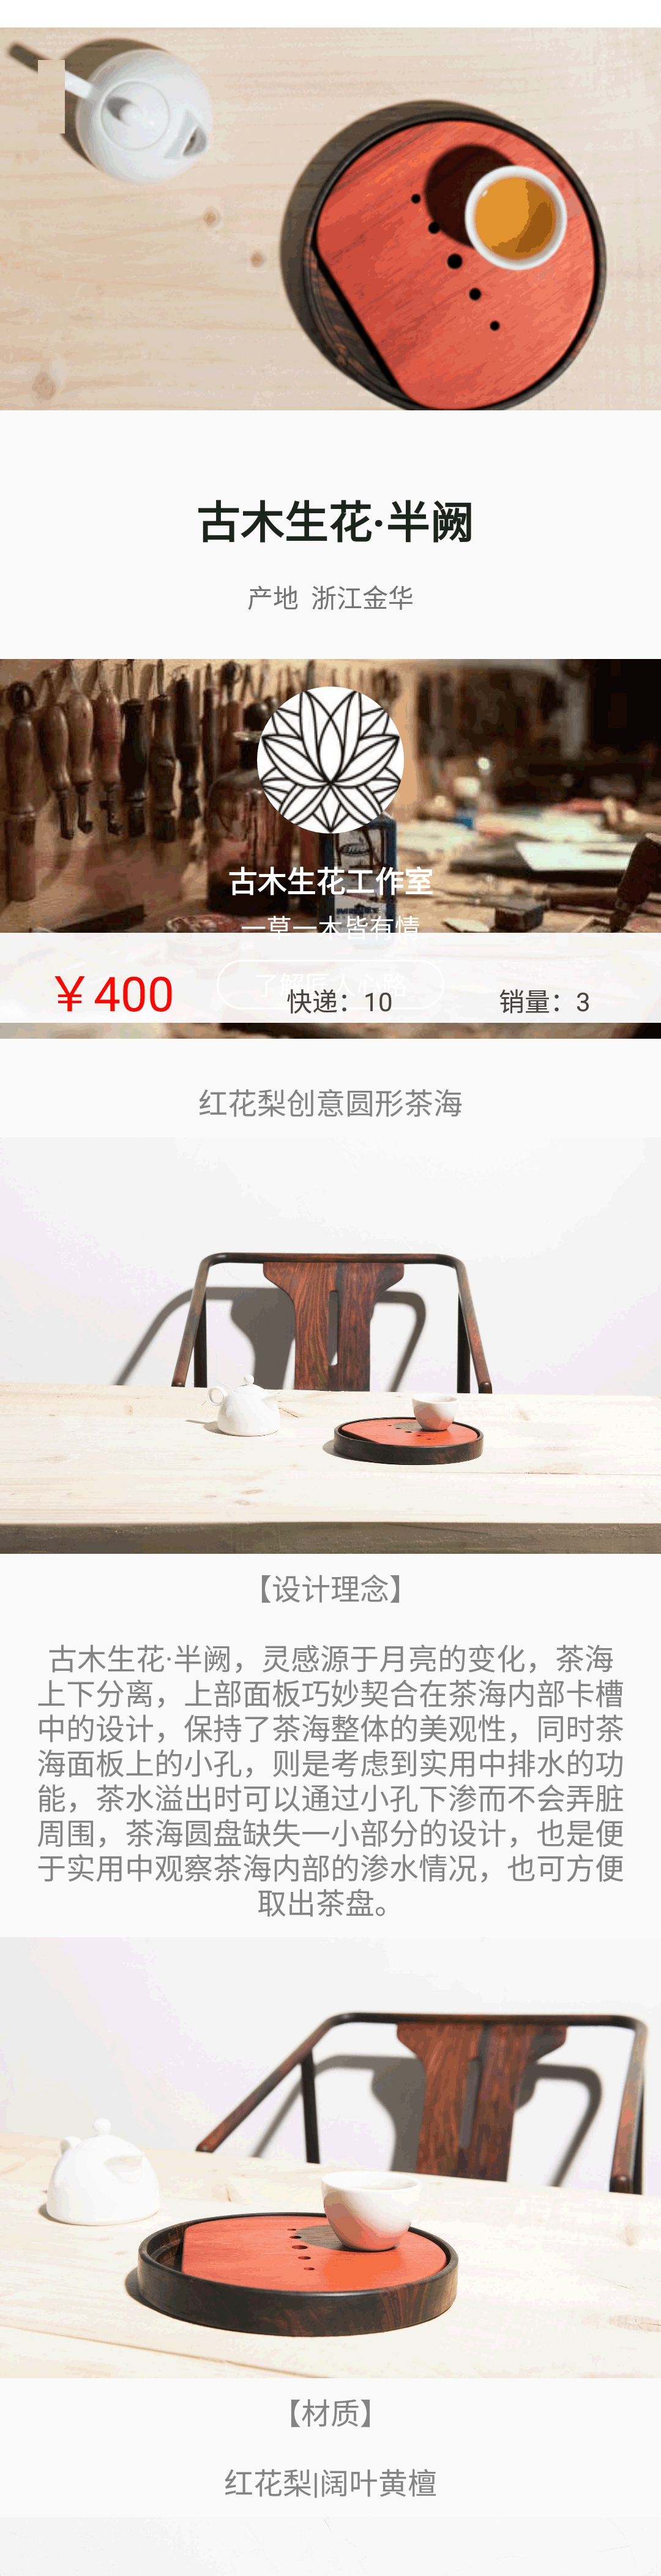 古木生花·半阙
产地 浙江金华
古木生花工作室
一草一木皆有情
了解匠人心路
￥400
快递：10
销量：3
红花梨创意圆形茶海
【设计理念】
古木生花·半阙，灵感源于月亮的变化，茶海
上下分离，上部面板巧妙契合在茶海内部卡槽
中的设计，保持了茶海整体的美观性，同时茶
海面板上的小孔，则是考虑到实用中排水的功
能，茶水溢出时可以通过小孔下渗而不会弄脏
周围，茶海圆盘缺失一小部分的设计，也是便
于实用中观察茶海内部的渗水情况，也可方便
取出茶盘。
【材质】
红花梨|阔叶黄檀